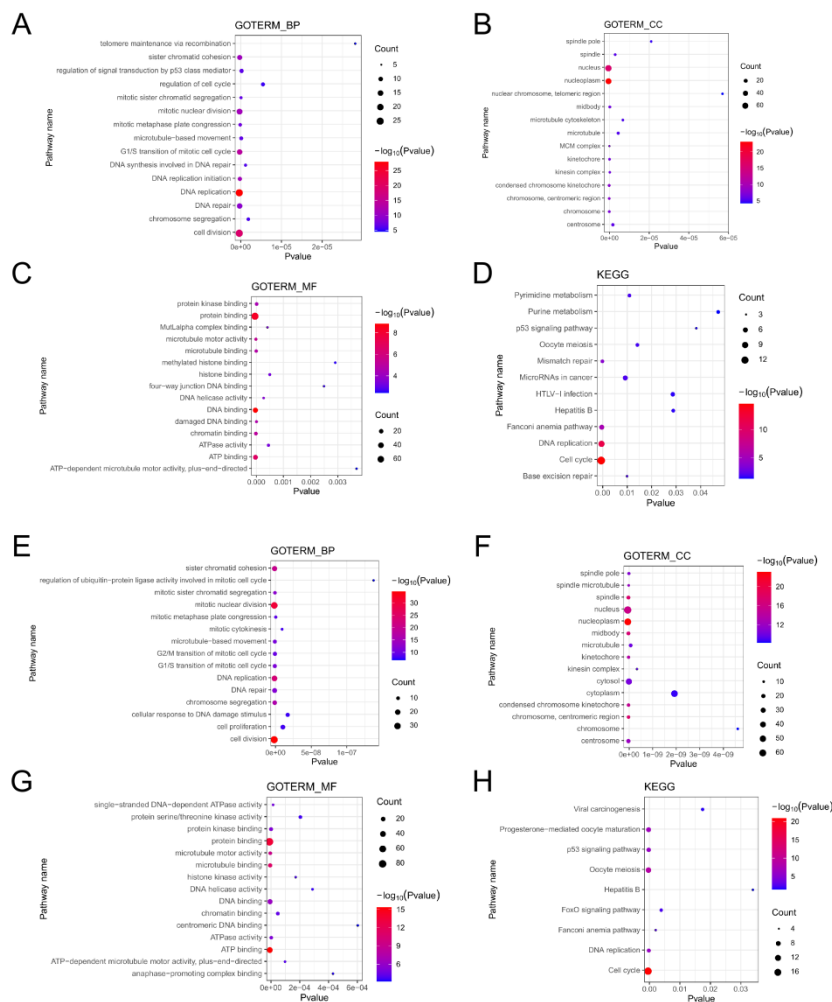 A
GOTERM_BP
Pathway name
telomere maintenance via recombination
sister chromatid cohesion
regulation of signal transduction by p53 class mediator
regulation of cell cycle
mitotic sister chromatid segregation
mitotic nuclear division
mitotic metaphase plate congression
microtubule-based movement
G1/S transition of mitotic cell cycle
DNA synthesis involved in DNA repair
DNA replication initiation
DNA replication
DNA repair
chromosome segregation
cell division
0e+00 1e-05 2e-05
Pvalue
Count
5
10
15
20
25
−log10(Pvalue)
25
20
15
10
5
B
GOTERM_CC
Pathway name
spindle pole
spindle
nucleus
nucleoplasm
nuclear chromosome, telomeric region
midbody
microtubule cytoskeleton
microtubule
MCM complex
kinetochore
kinesin complex
condensed chromosome kinetochore
chromosome, centromeric region
chromosome
centrosome
0e+00 2e-05 4e-05 6e-05
Pvalue
Count
20
40
60
−log10(Pvalue)
20
15
10
5
C
GOTERM_MF
Pathway name
protein kinase binding
protein binding
MutLalpha complex binding
microtubule motor activity
microtubule binding
methylated histone binding
histone binding
four-way junction DNA binding
DNA helicase activity
DNA binding
damaged DNA binding
chromatin binding
ATPase activity
ATP binding
ATP-dependent microtubule motor activity, plus-end-directed
0.000 0.001 0.002 0.003
Pvalue
−log10(Pvalue)
8
6
4
Count
20
40
60
D
KEGG
Pathway name
Pyrimidine metabolism
Purine metabolism
p53 signaling pathway
Oocyte meiosis
Mismatch repair
MicroRNAs in cancer
HTLV-I infection
Hepatitis B
Fanconi anemia pathway
DNA replication
Cell cycle
Base excision repair
0.00 0.01 0.02 0.03 0.04
Pvalue
Count
3
6
9
12
−log10(Pvalue)
10
5
E
GOTERM_BP
Pathway name
sister chromatid cohesion
regulation of ubiquitin-protein ligase activity involved in mitotic cell cycle
mitotic sister chromatid segregation
mitotic nuclear division
mitotic metaphase plate congression
mitotic cytokinesis
microtubule-based movement
G2/M transition of mitotic cell cycle
G1/S transition of mitotic cell cycle
DNA replication
DNA repair
chromosome segregation
cellular response to DNA damage stimulus
cell proliferation
cell division
0e+00 5e-08 1e-07
Pvalue
−log10(Pvalue)
30
20
10
Count
10
20
30
F
GOTERM_CC
Pathway name
spindle pole
spindle microtubule
spindle
nucleus
nucleoplasm
midbody
microtubule
kinetochore
kinesin complex
cytosol
cytoplasm
condensed chromosome kinetochore
chromosome, centromeric region
chromosome
centrosome
0e+00 1e-09 2e-09 3e-09 4e-09
Pvalue
−log10(Pvalue)
20
16
12
Count
10
20
30
40
50
60
G
GOTERM_MF
Pathway name
single-stranded DNA-dependent ATPase activity
protein serine/threonine kinase activity
protein kinase binding
protein binding
microtubule motor activity
microtubule binding
histone kinase activity
DNA helicase activity
DNA binding
chromatin binding
centromeric DNA binding
ATPase activity
ATP binding
ATP-dependent microtubule motor activity, plus-end-directed
anaphase-promoting complex binding
0e+00 2e-04 4e-04 6e-04
Pvalue
Count
20
40
60
80
−log10(Pvalue)
15
12
9
6
3
H
KEGG
Pathway name
Viral carcinogenesis
Progesterone-mediated oocyte maturation
p53 signaling pathway
Oocyte meiosis
Hepatitis B
FoxO signaling pathway
Fanconi anemia pathway
DNA replication
Cell cycle
0.00 0.01 0.02 0.03
Pvalue
−log10(Pvalue)
20
15
10
5
Count
4
8
12
16